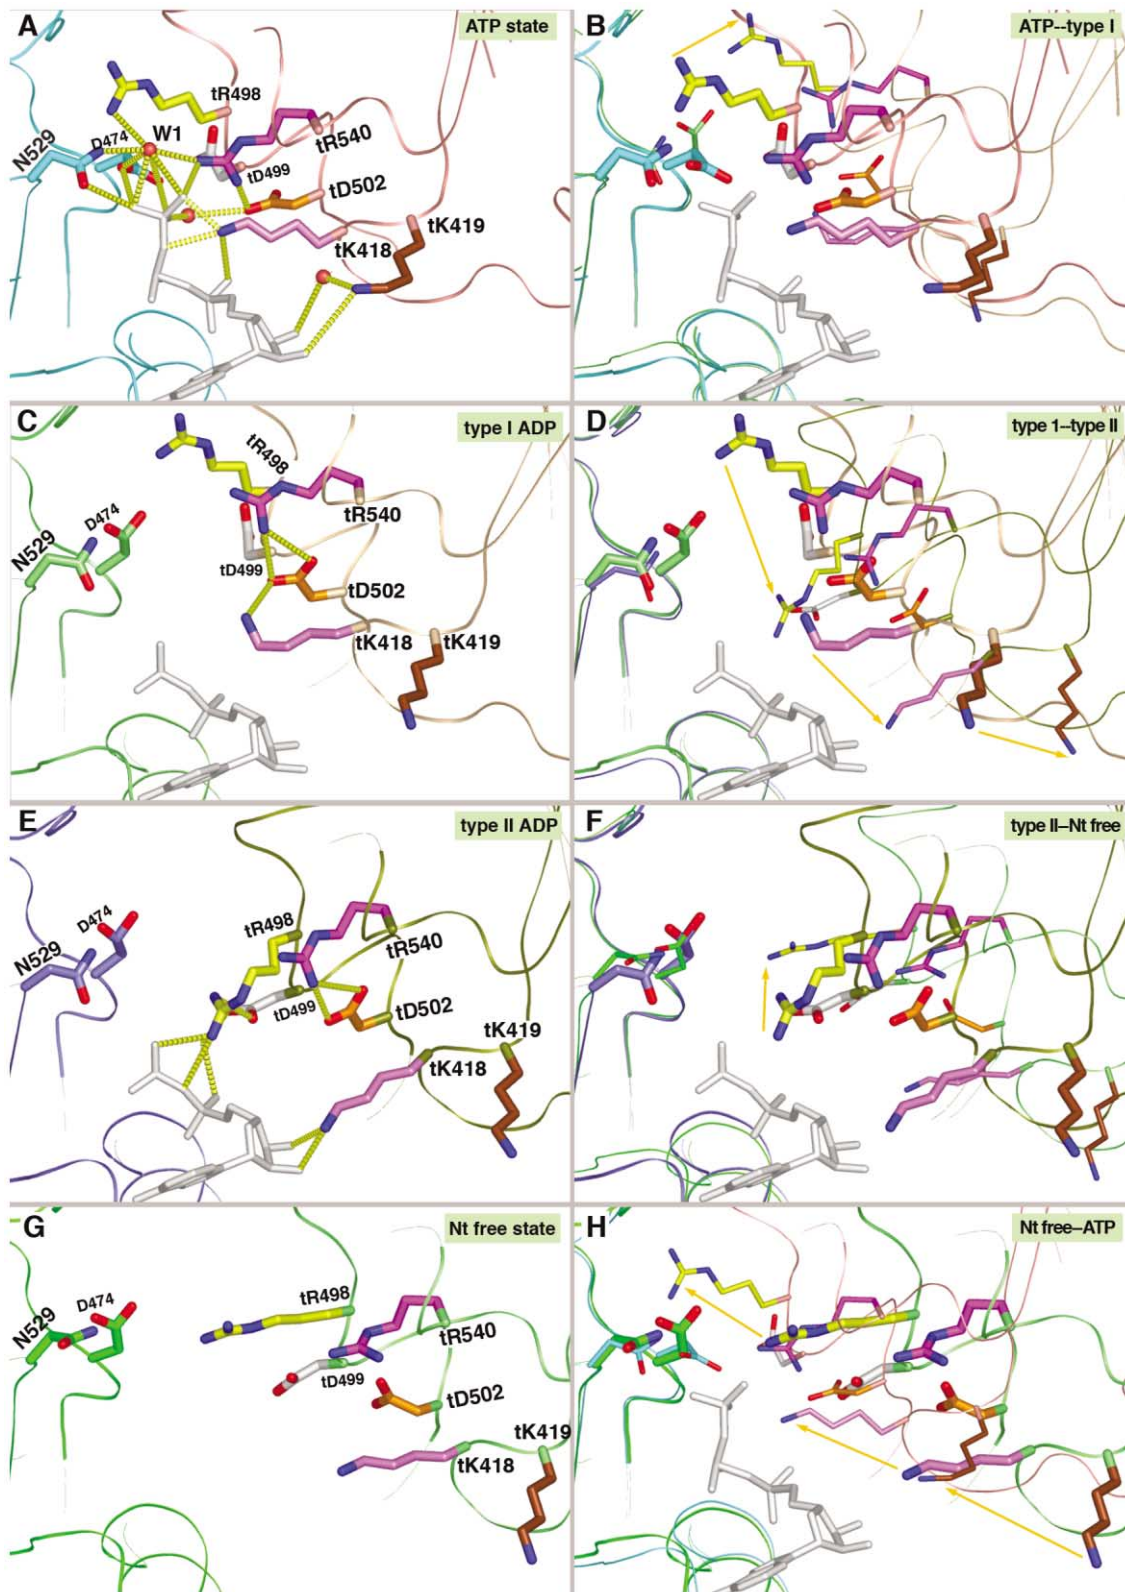 A
ATP state
tR498
N529
D474
W1
tR540
tD499
tD502
tK419
tK418
B
ATP--type I
C
type I ADP
tR498
D474
N529
tR540
tD499
tD502
tK418
tK419
D
type 1--type II
E
type II ADP
tR498
D474
N529
tR540
tD499
tD502
tK419
tK418
F
type II–Nt free
G
Nt free state
tR498
D474
N529
tR540
tD499
tD502
tK419
tK418
H
Nt free–ATP